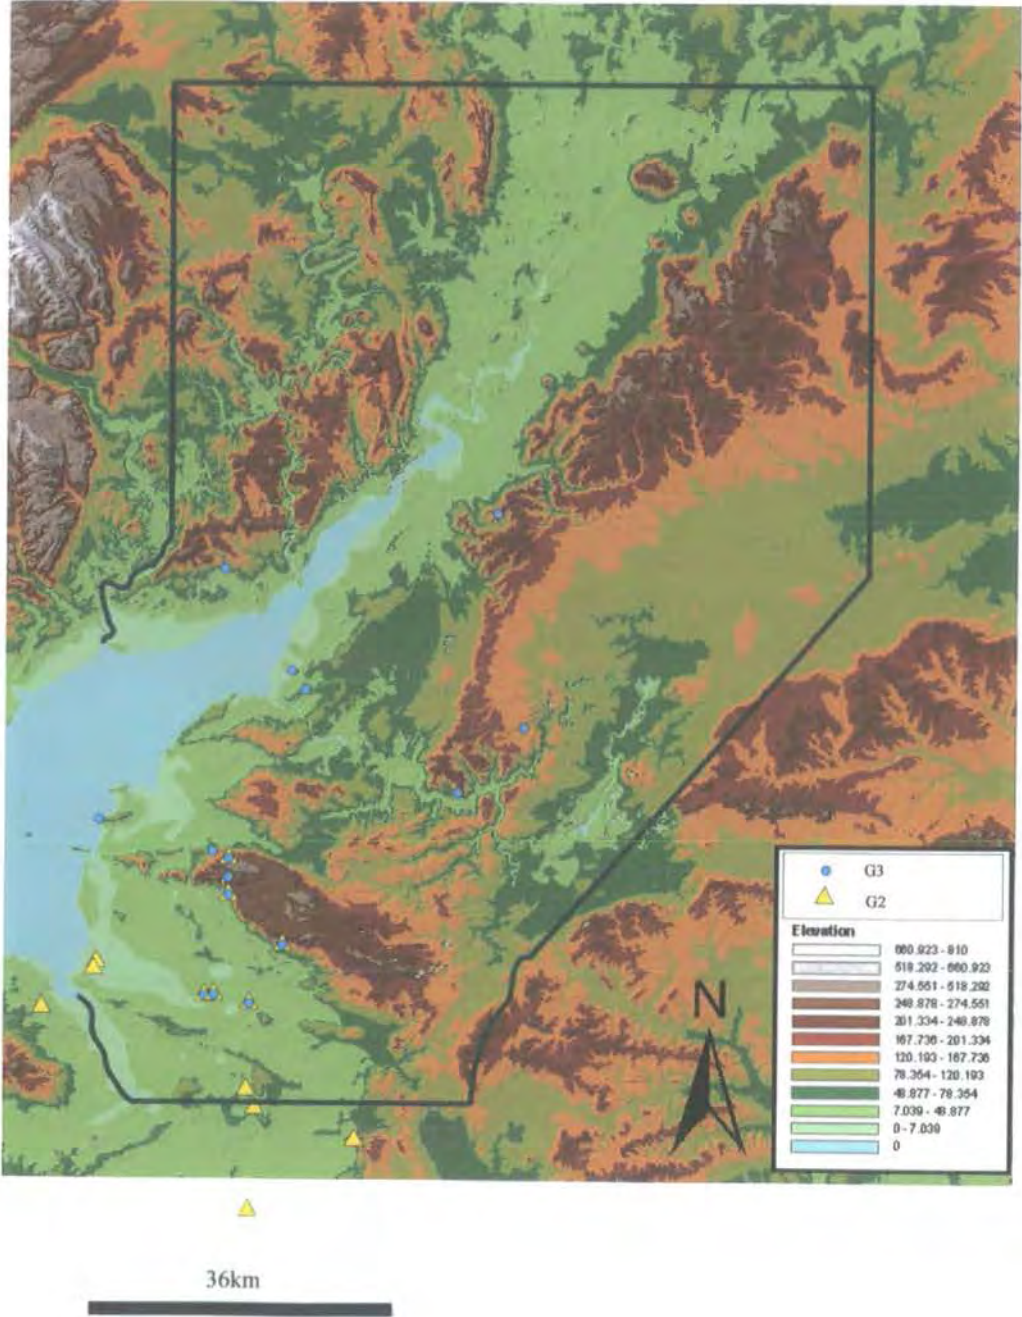 G3
G2
Elevation
660.923 - 810
518.292 - 660.923
274.551 - 518.292
248.878 - 274.551
201.334 - 248.878
167.736 - 201.334
120.193 - 167.736
78.354 - 120.193
48.877 - 78.354
7.039 - 48.877
0 - 7.039
0
N
36km